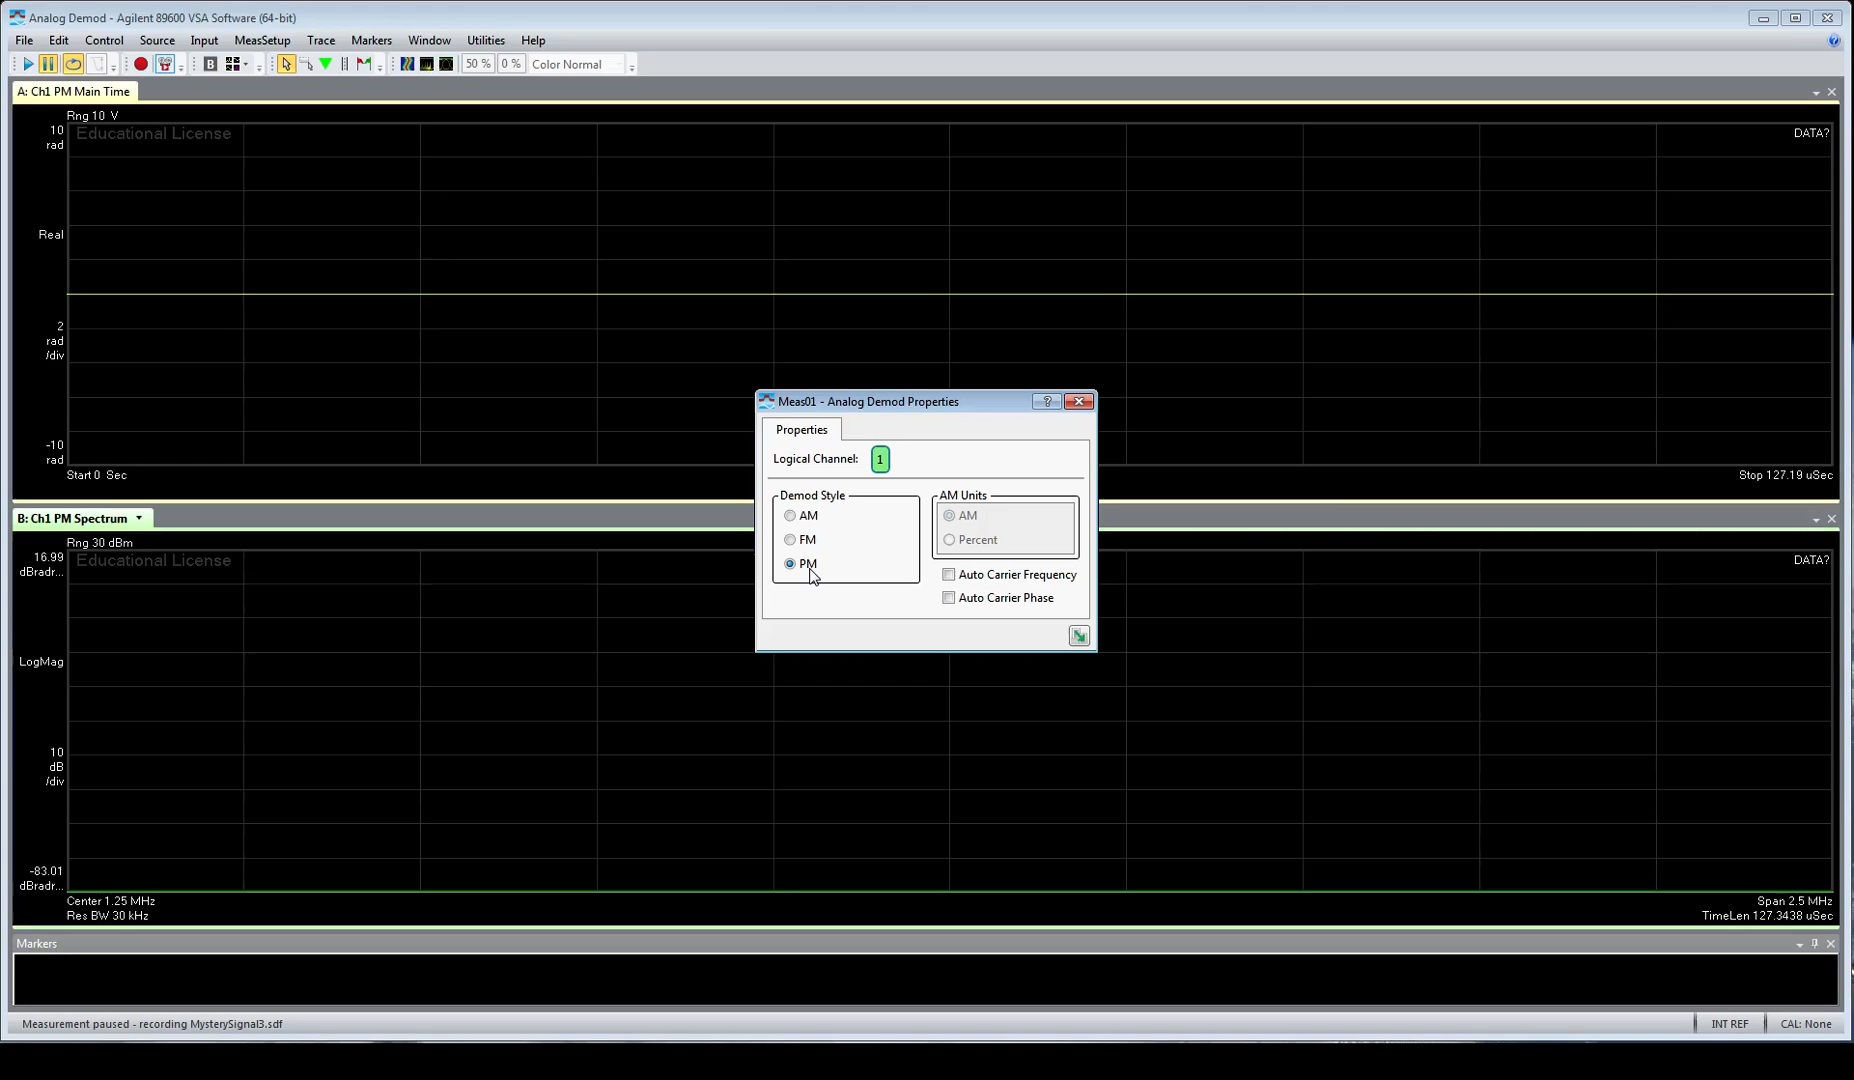 Analog Demod - Agilent 89600 VSA Software (64-bit)
File Edit Control Source Input MeasSetup Trace Markers Window Utilities Help
B 50 % 0 % Color Normal
A: Ch1 PM Main Time
Rng 10 V
10
rad
Educational License
DATA?
Real
2
rad
/div
-10
rad
Start 0 Sec
Stop 127.19 uSec
Meas01 - Analog Demod Properties
?
Properties
Logical Channel: 1
Demod Style
AM
FM
PM
AM Units
AM
Percent
Auto Carrier Frequency
Auto Carrier Phase
B: Ch1 PM Spectrum
Rng 30 dBm
16.99
dBradr...
Educational License
DATA?
LogMag
10
dB
/div
-83.01
dBradr...
Center 1.25 MHz
Span 2.5 MHz
Res BW 30 kHz
TimeLen 127.3438 uSec
Markers
Measurement paused - recording MysterySignal3.sdf
INT REF
CAL: None